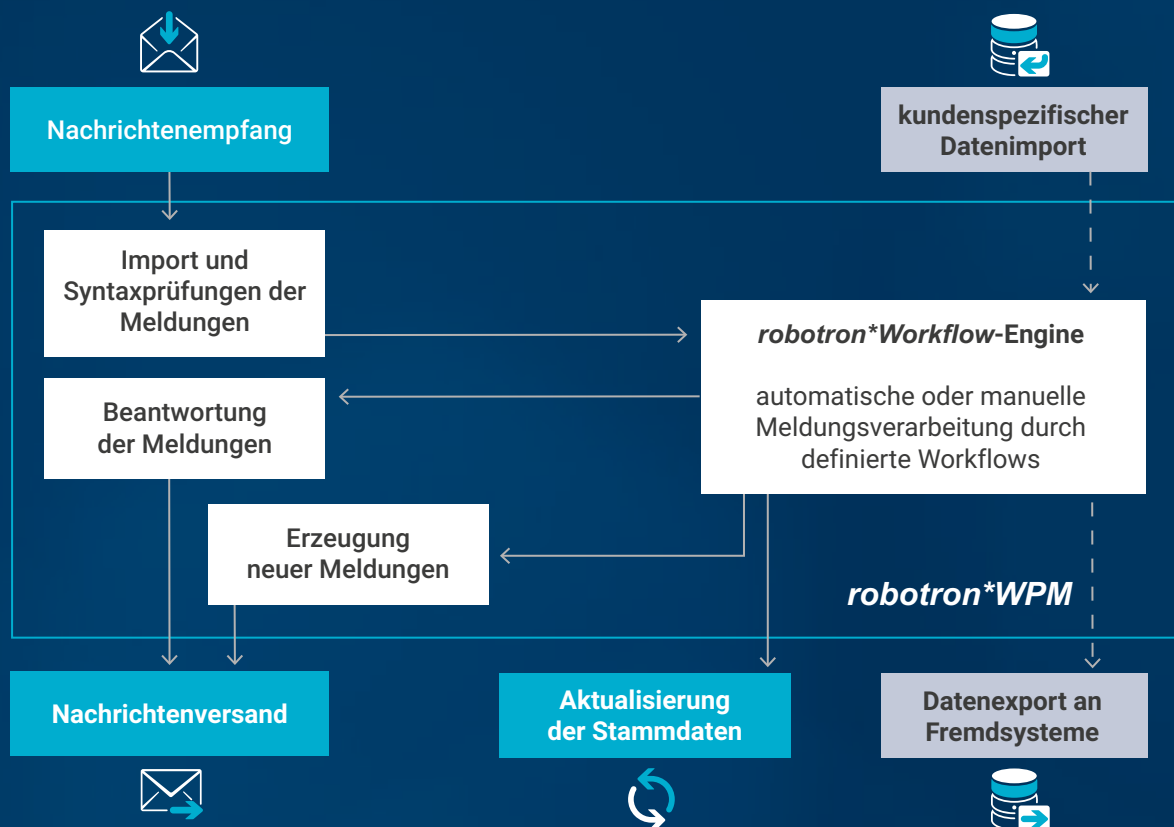 Nachrichtenempfang
kundenspezifischer
Datenimport
Import und
Syntaxprüfungen der
Meldungen
robotron*Workflow-Engine
automatische oder manuelle
Meldungsverarbeitung durch
definierte Workflows
Beantwortung
der Meldungen
Erzeugung
neuer Meldungen
robotron*WPM
Nachrichtenversand
Aktualisierung
der Stammdaten
Datenexport an
Fremdsysteme